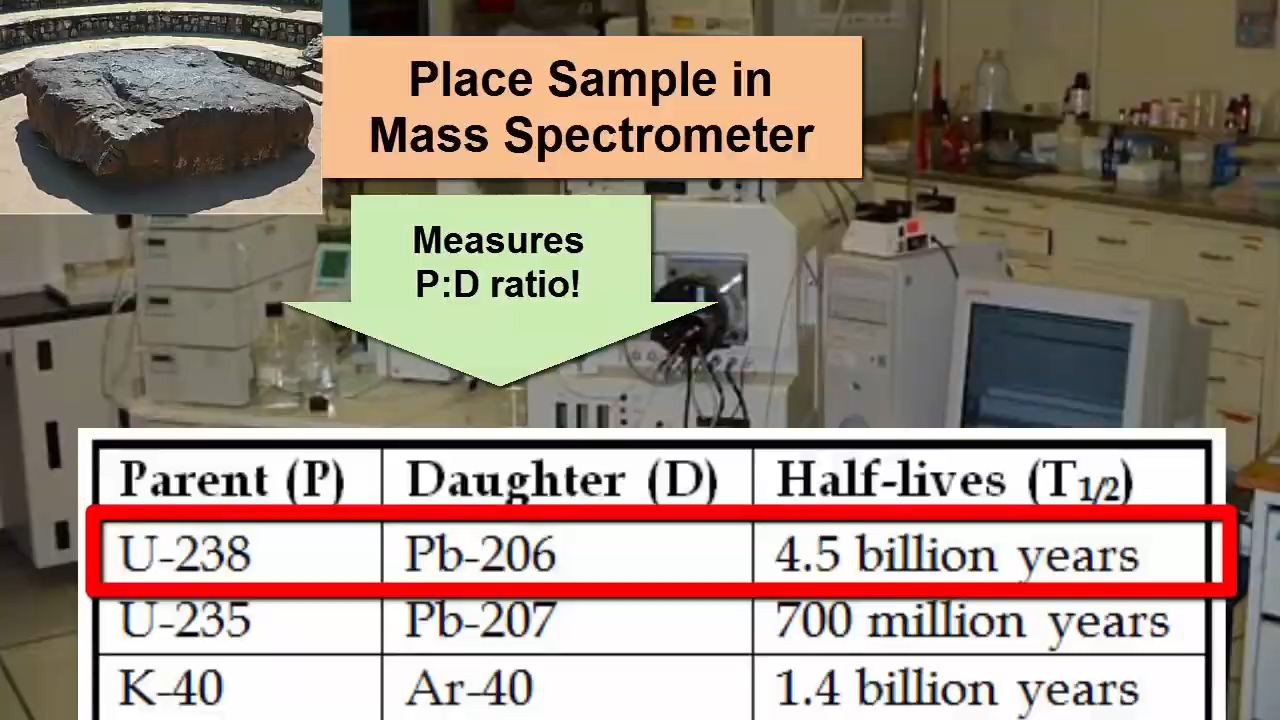 Place Sample in
Mass Spectrometer
Measures
P:D ratio!
Parent (P) Daughter (D) Half-lives (T1/2)
U-238 Pb-206 4.5 billion years
U-235 Pb-207 700 million years
K-40 Ar-40 1.4 billion years